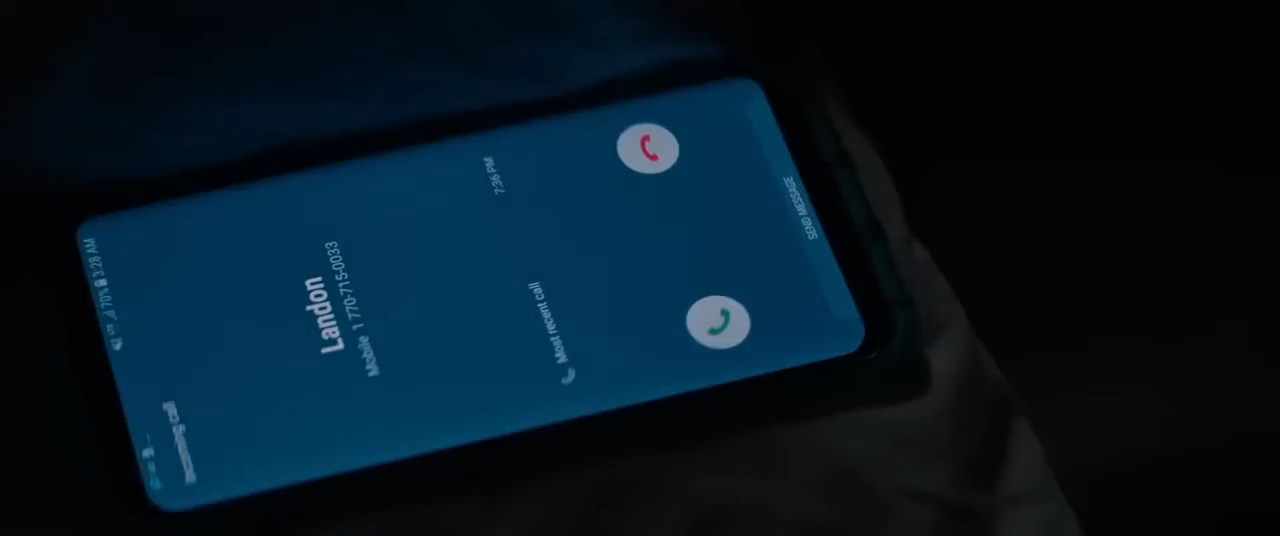 70% 3:28 AM
Incoming call
Landon
Mobile 1 770-715-0033
Most recent call 7:36 PM
SEND MESSAGE